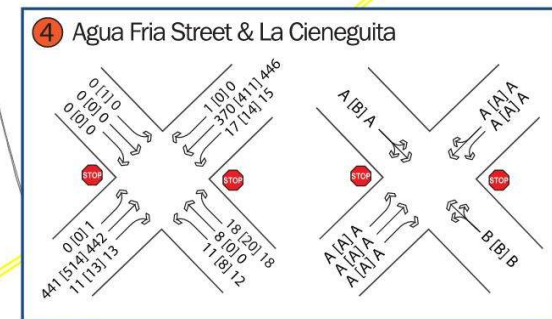 4 Agua Fria Street & La Cieneguita
0 [1] 0
0 [0] 0
0 [0] 0
1 [0] 0
370 [411] 446
17 [14] 15
STOP
STOP
0 [0] 1
441 [514] 442
11 [13] 13
18 [20] 18
8 [0] 0
11 [8] 12
A [B] A
A [A] A
A [A] A
STOP
STOP
A [A] A
A [A] A
A [A] A
B [B] B